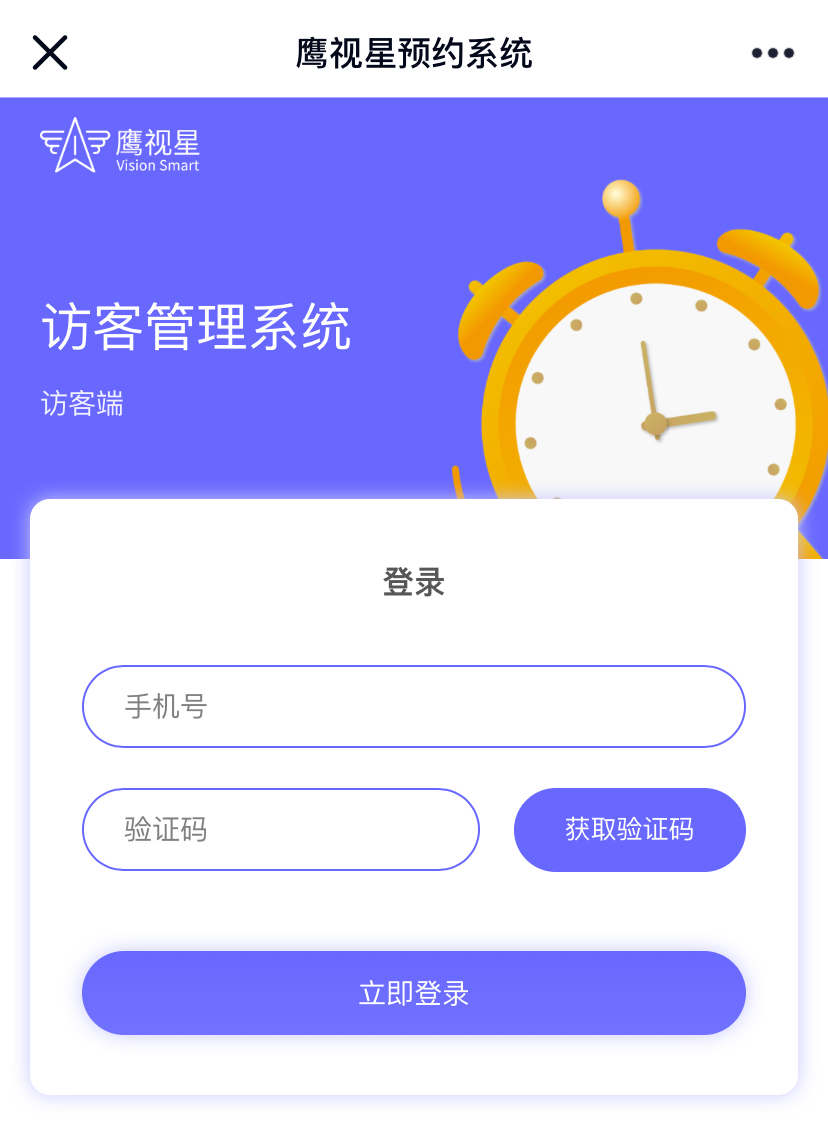 鹰视星预约系统
鹰视星
Vision Smart
访客管理系统
访客端
登录
手机号
验证码
获取验证码
立即登录